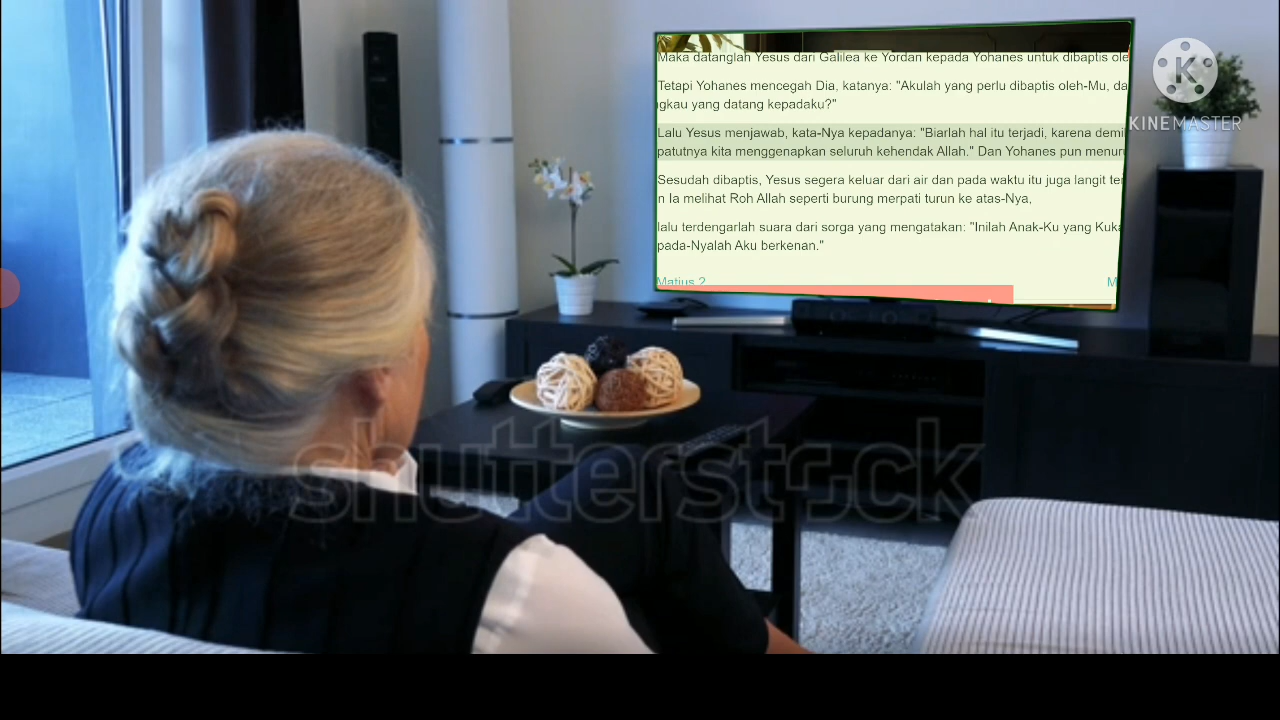 Maka datanglah Yesus dari Galilea ke Yordan kepada Yohanes untuk dibaptis ole
Tetapi Yohanes mencegah Dia, katanya: "Akulah yang perlu dibaptis oleh-Mu, da
gkau yang datang kepadaku?"
Lalu Yesus menjawab, kata-Nya kepadanya: "Biarlah hal itu terjadi, karena demi
patutnya kita menggenapkan seluruh kehendak Allah." Dan Yohanes pun menuru
Sesudah dibaptis, Yesus segera keluar dari air dan pada waktu itu juga langit ter
n Ia melihat Roh Allah seperti burung merpati turun ke atas-Nya,
lalu terdengarlah suara dari sorga yang mengatakan: "Inilah Anak-Ku yang Kuka
pada-Nyalah Aku berkenan."
Matius 2 M
K
KINEMASTER
shutterstock